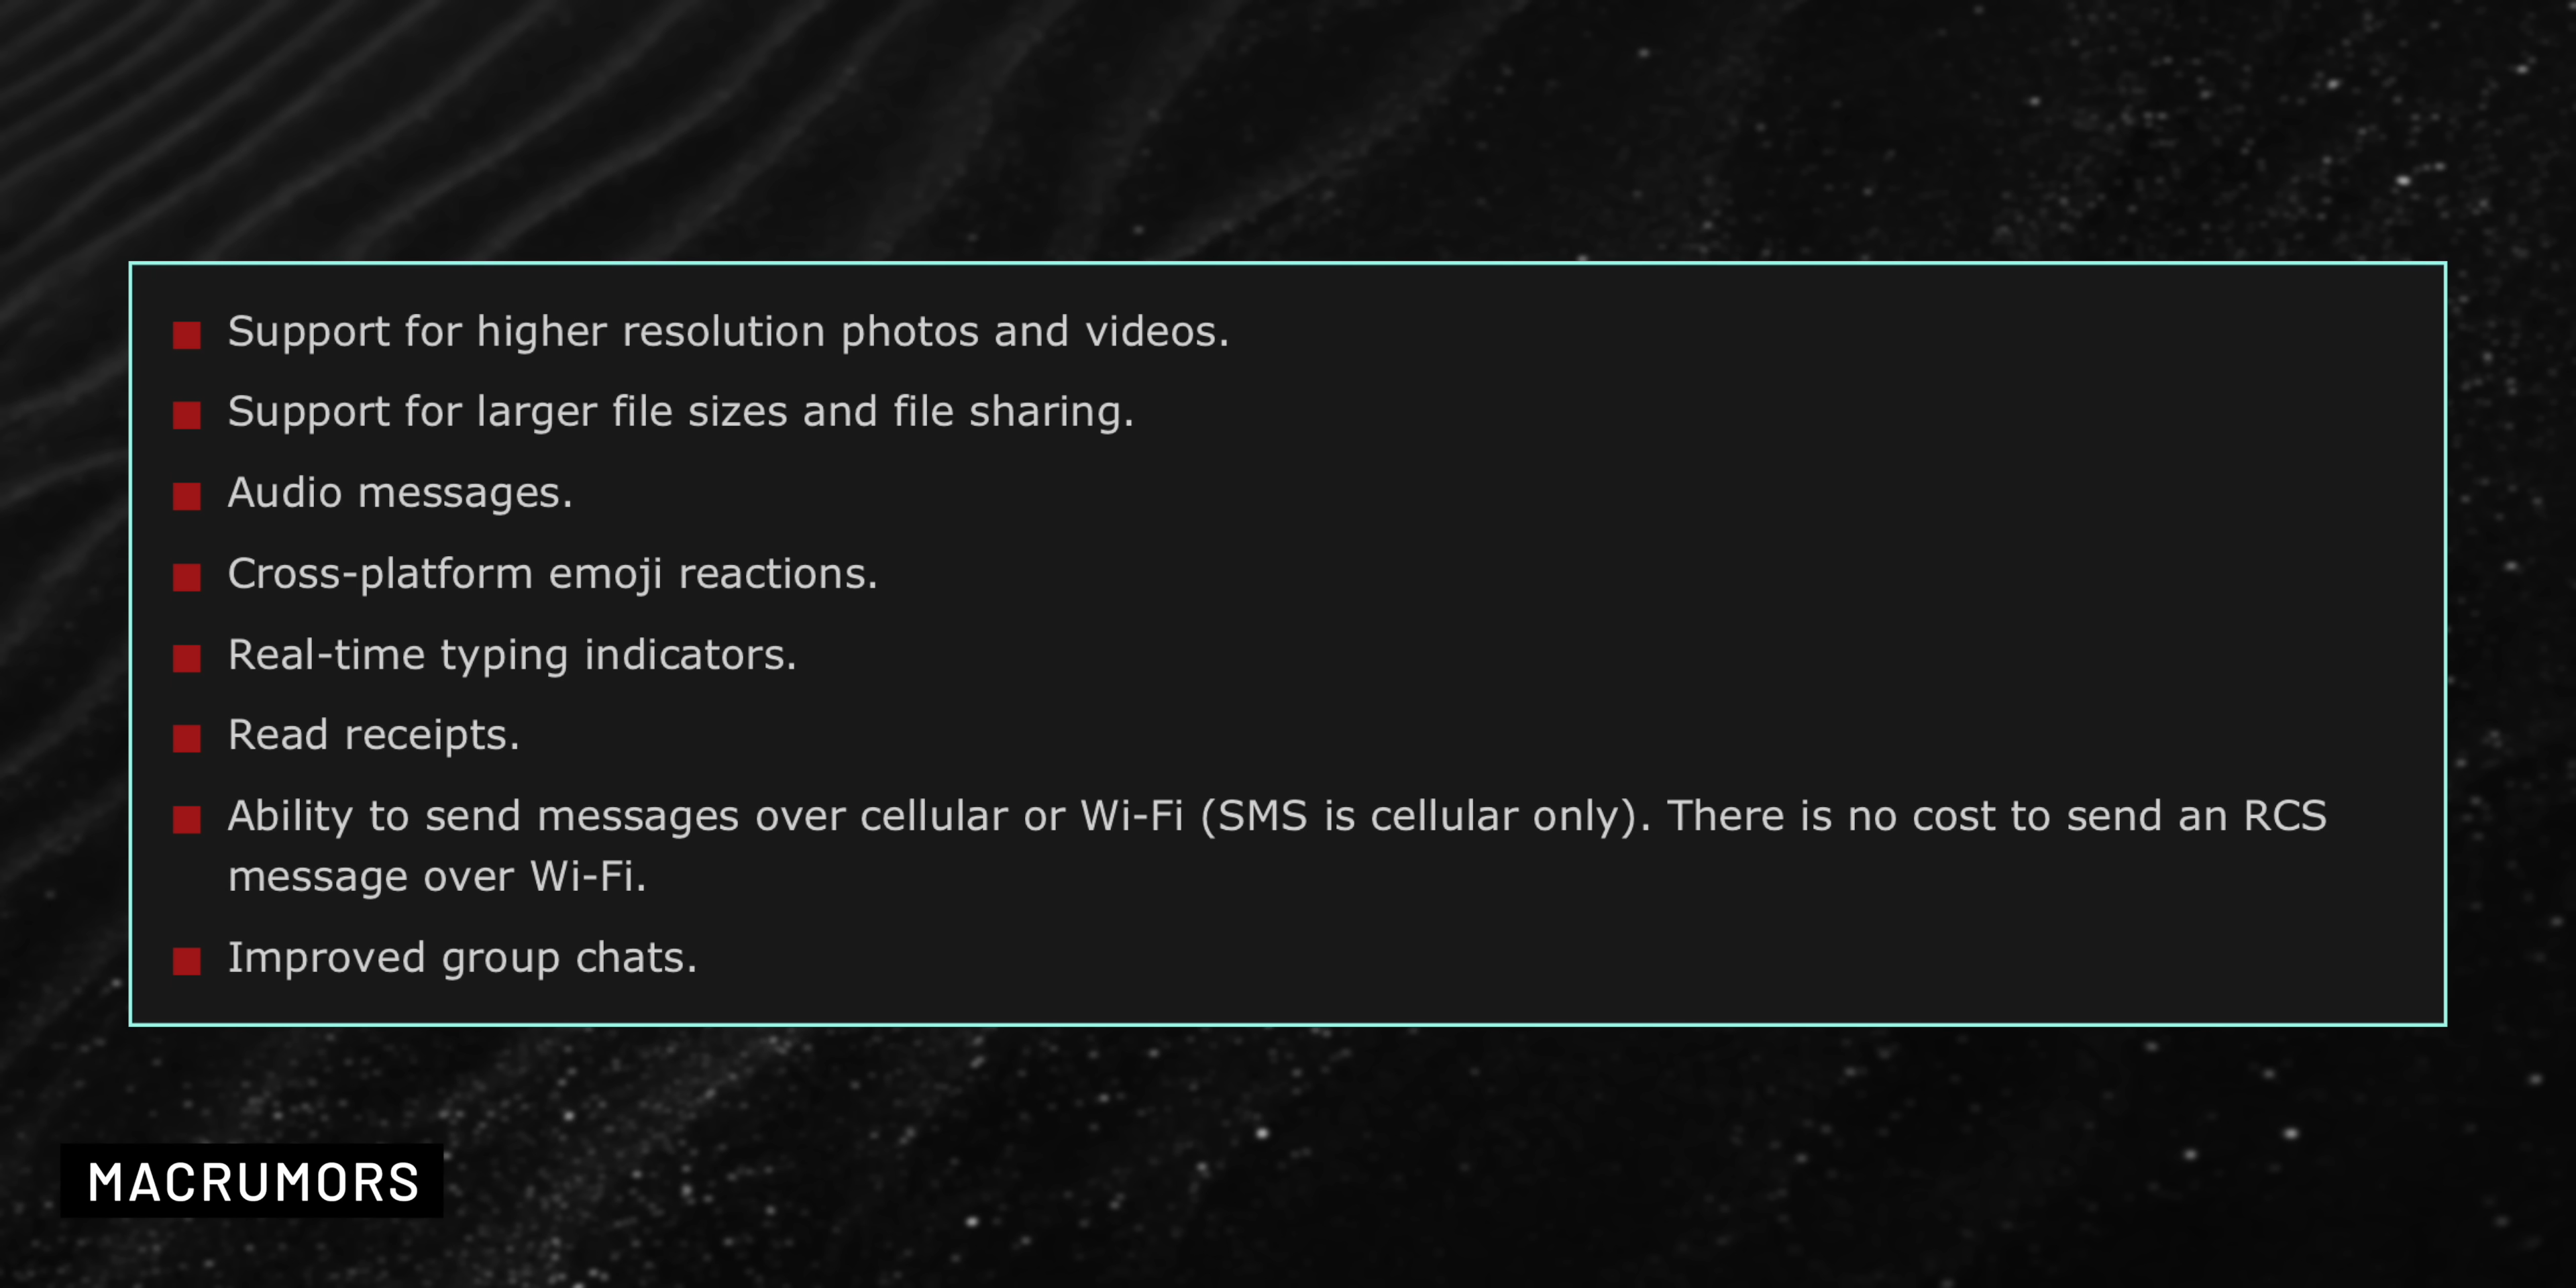 Support for higher resolution photos and videos.
Support for larger file sizes and file sharing.
Audio messages.
Cross-platform emoji reactions.
Real-time typing indicators.
Read receipts.
Ability to send messages over cellular or Wi-Fi (SMS is cellular only). There is no cost to send an RCS
message over Wi-Fi.
Improved group chats.
MACRUMORS